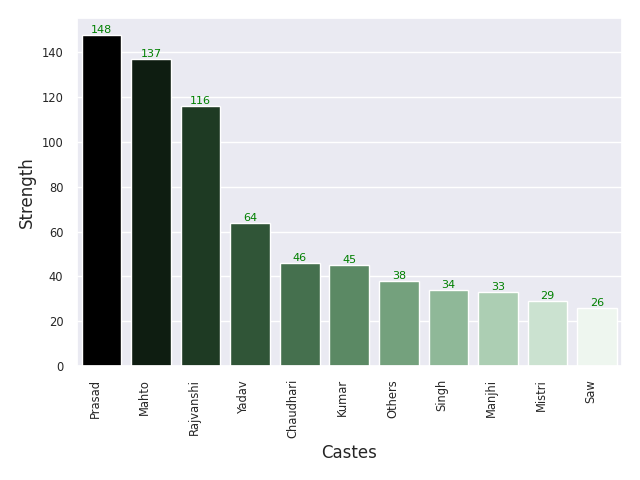 148
137
116
64
46
45
38
34
33
29
26
140
120
100
80
60
40
20
0
Strength
Prasad
Mahto
Rajvanshi
Yadav
Chaudhari
Kumar
Others
Singh
Manjhi
Mistri
Saw
Castes